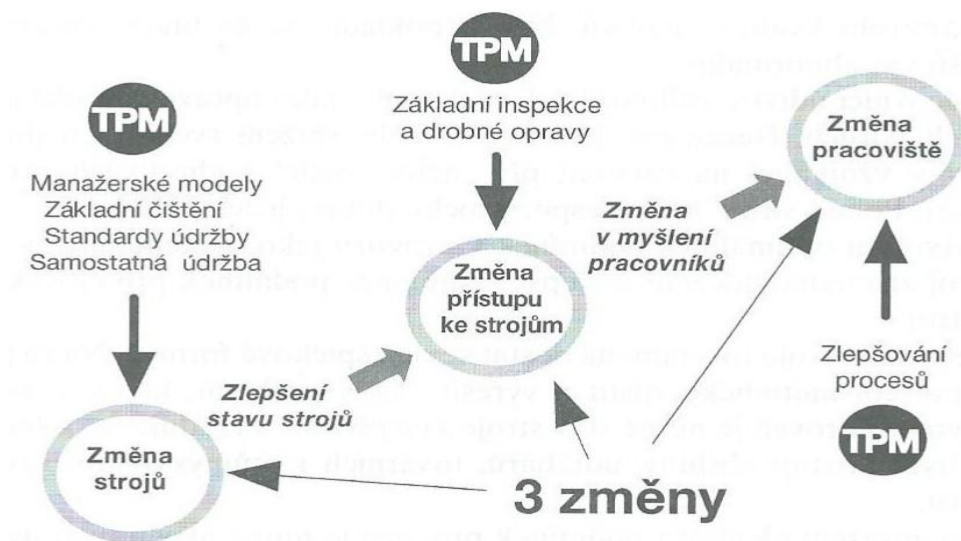 TPM
Základní inspekce
a drobné opravy
TPM
Manažerské modely
Základní čištění
Standardy údržby
Samostatná údržba
Změna
pracoviště
Změna
v myšlení
pracovníků
Změna
přístupu
ke strojům
Zlepšení
stavu strojů
Změna
strojů
Zlepšování
procesů
TPM
3 změny